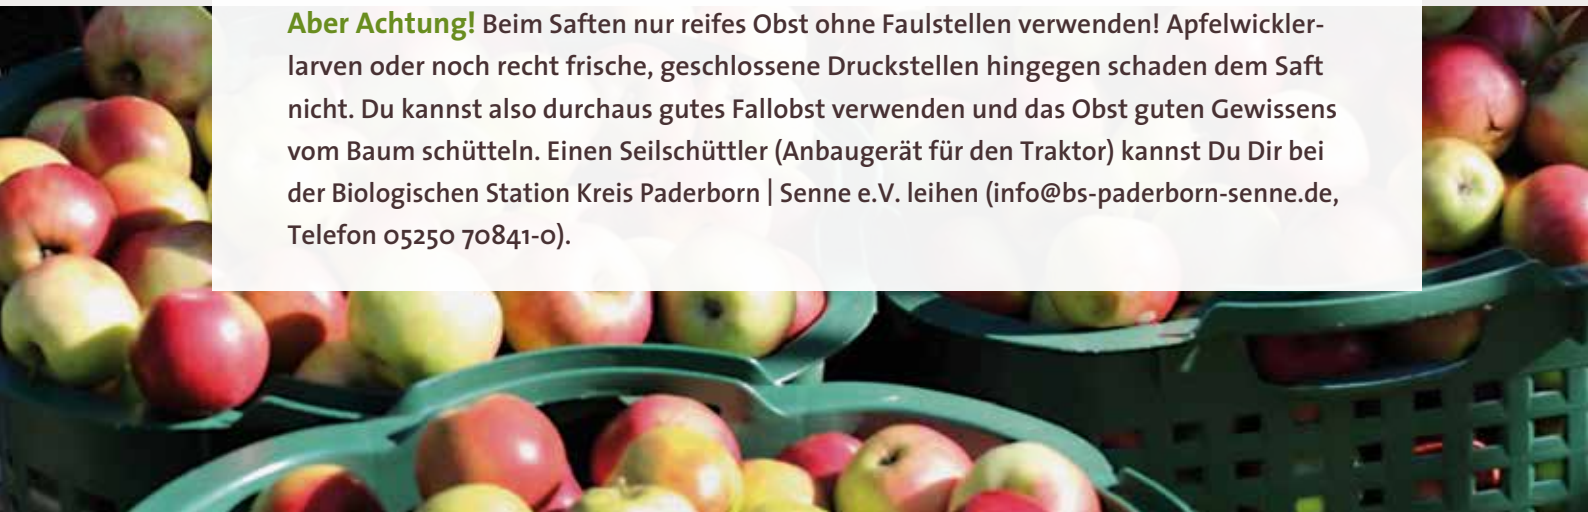 Aber Achtung! Beim Saften nur reifes Obst ohne Faulstellen verwenden! Apfelwickler-
larven oder noch recht frische, geschlossene Druckstellen hingegen schaden dem Saft
nicht. Du kannst also durchaus gutes Fallobst verwenden und das Obst guten Gewissens
vom Baum schütteln. Einen Seilschüttler (Anbaugerät für den Traktor) kannst Du Dir bei
der Biologischen Station Kreis Paderborn | Senne e.V. leihen (info@bs-paderborn-senne.de,
Telefon 05250 70841-0).